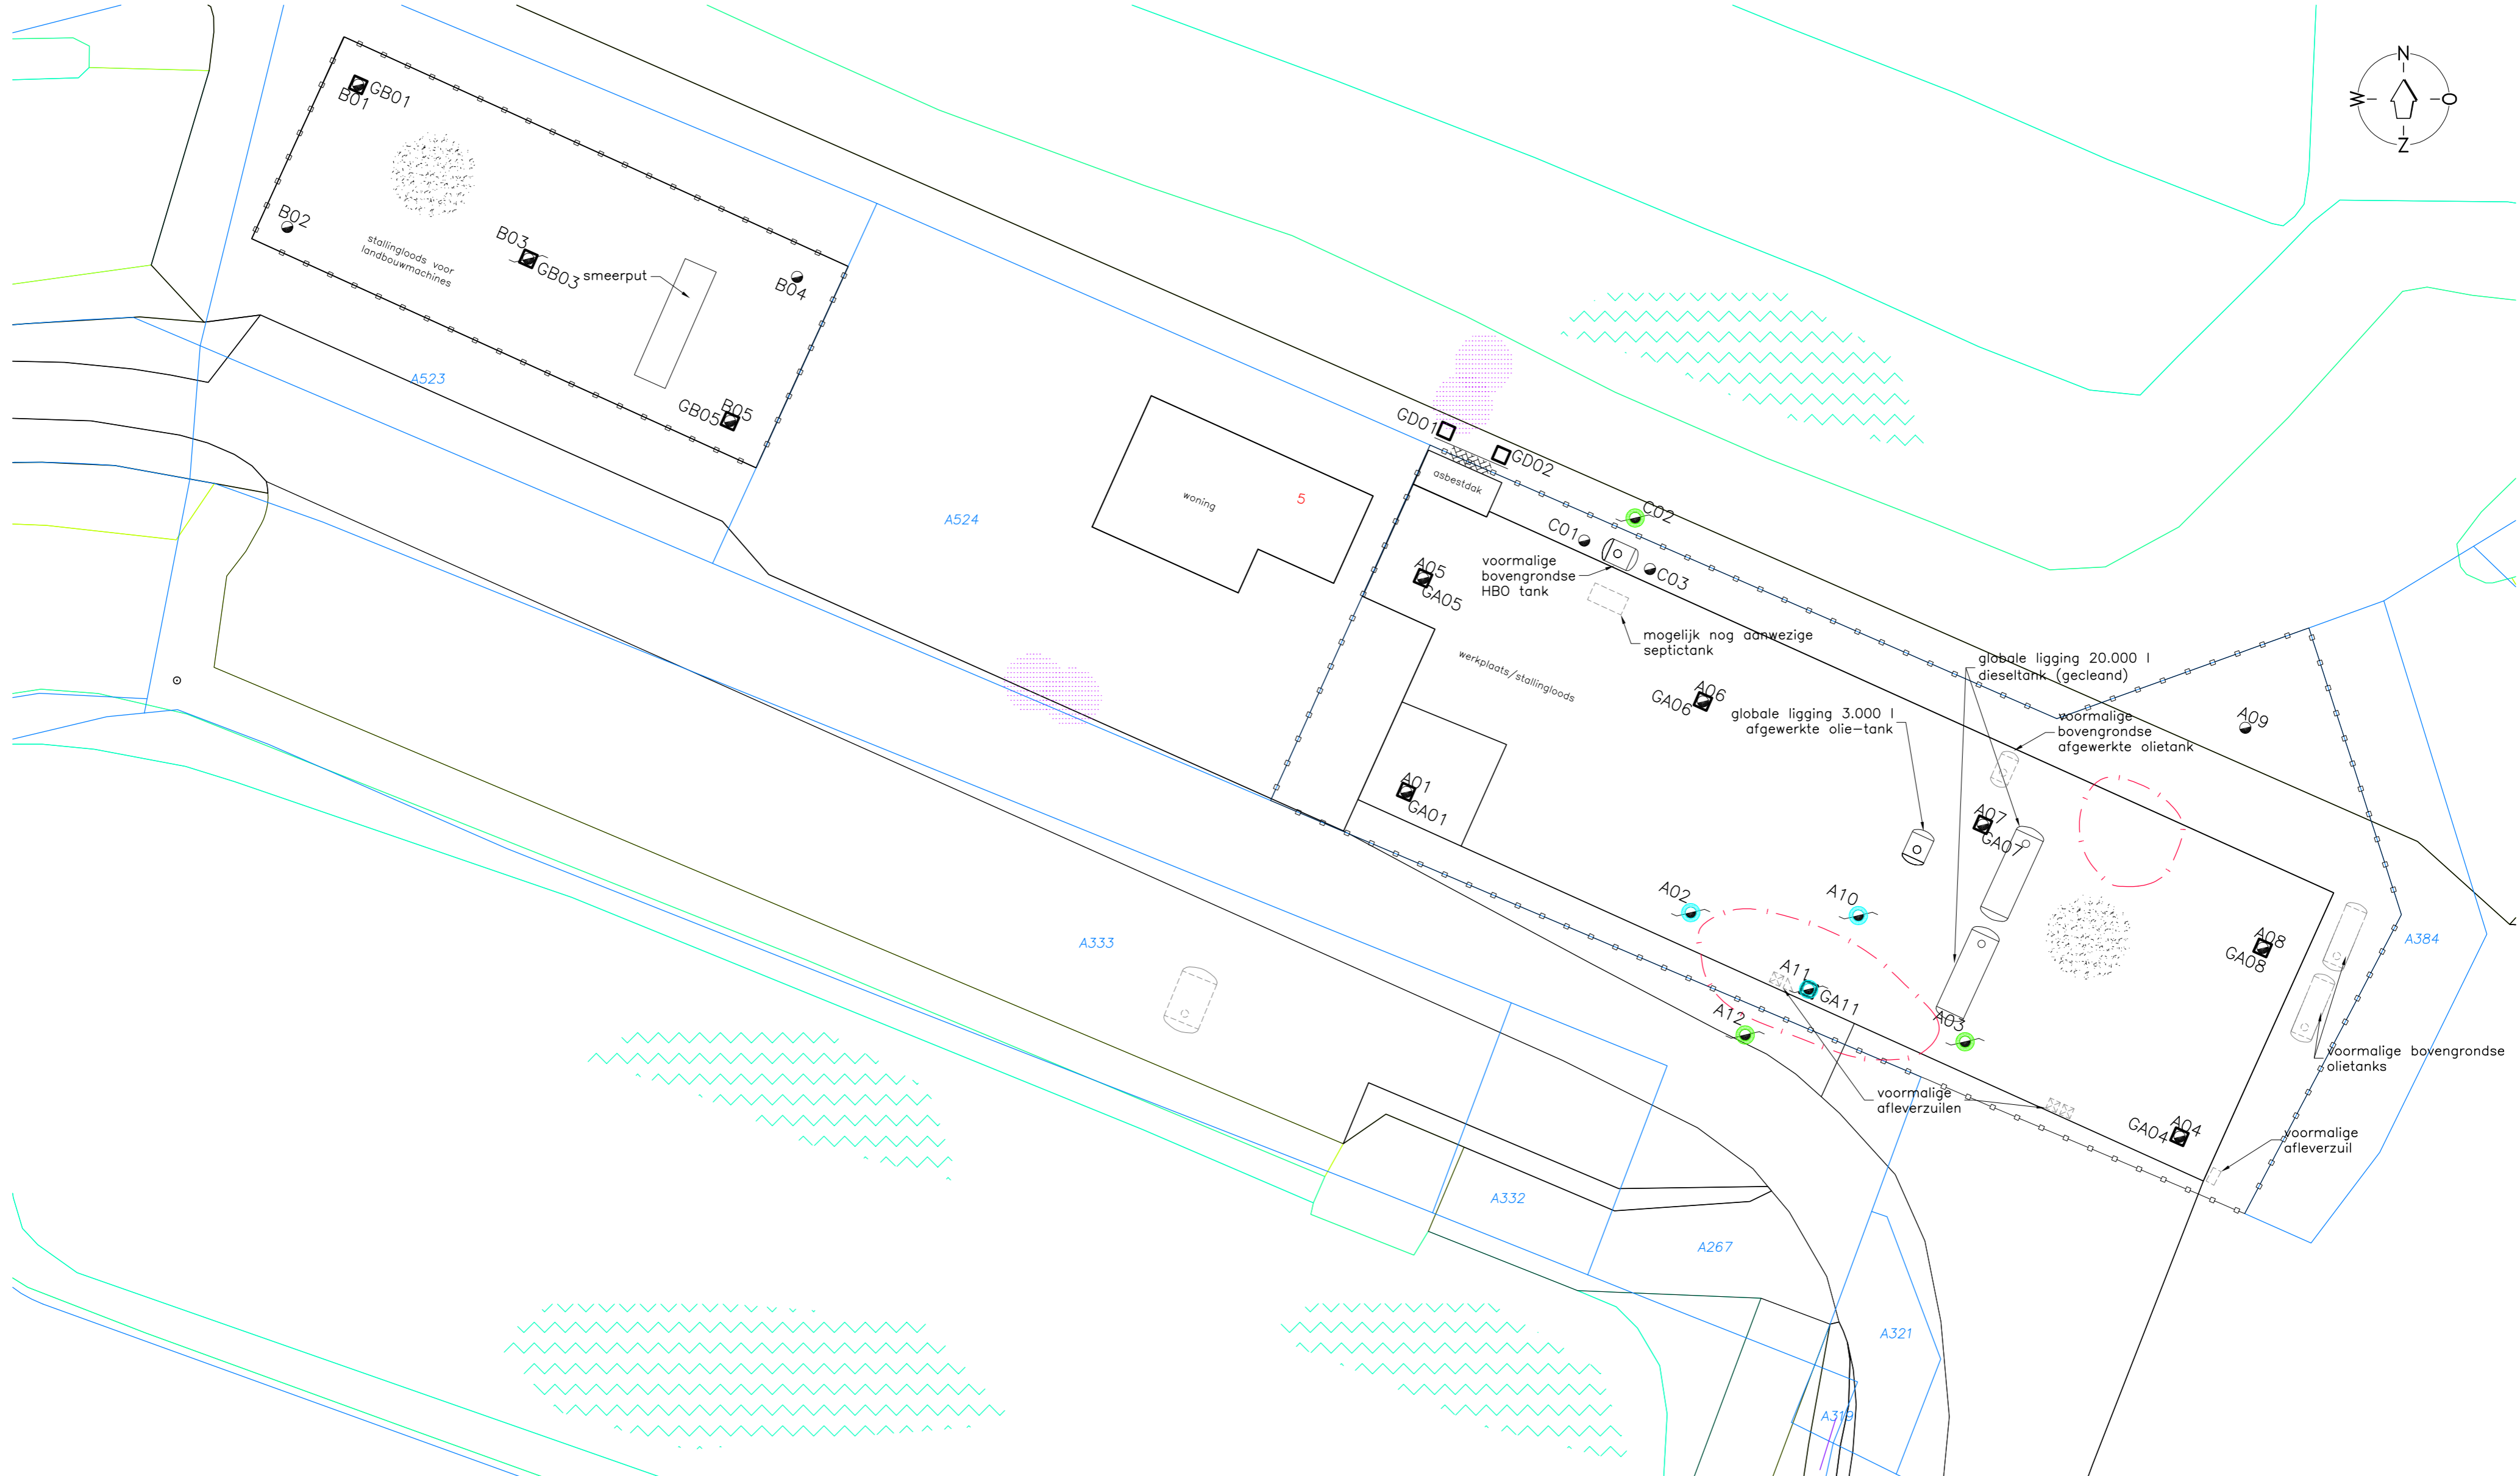 N
W
O
Z
GB01
B01
B02
stallingloods voor
landbouwmachines
B03
GB03
smeerput
B04
B05
GB05
A523
A524
woning
5
GD01
GD02
asbestdak
C02
C01
C03
voormalige
bovengrondse
HBO tank
A05
GA05
mogelijk nog aanwezige
septictank
werkplaats/stallingloods
A06
GA06
globale ligging 20.000 l
dieseltank (gecleand)
globale ligging 3.000 l
afgewerkte olie-tank
voormalige
bovengrondse
afgewerkte olietank
A09
A01
GA01
A07
GA07
A02
A10
A08
GA08
A384
A333
A11
GA11
A12
A03
voormalige bovengrondse
olietanks
voormalige
afleverzuilen
A04
GA04
voormalige
afleverzuil
A332
A267
A321
A319